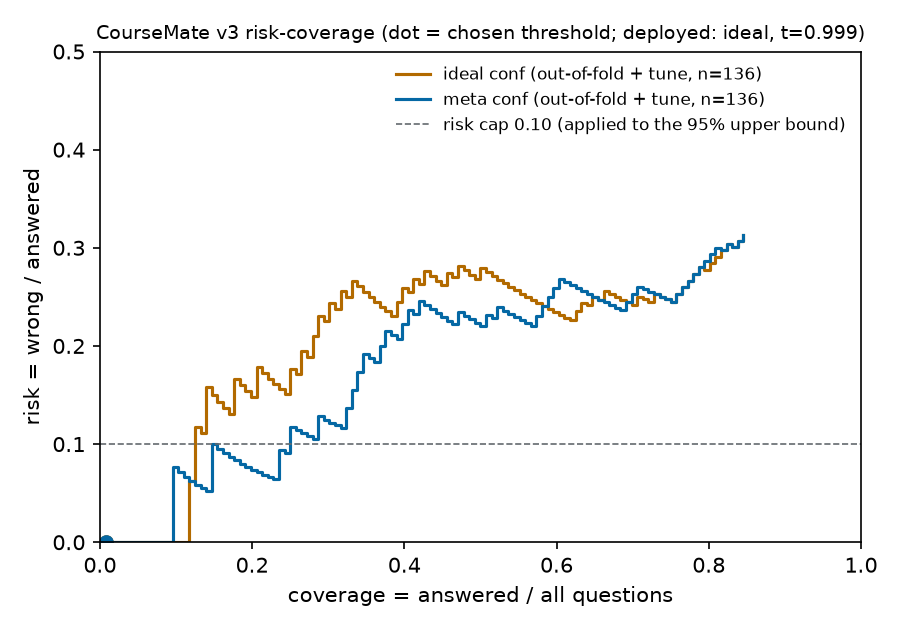 CourseMate v3 risk-coverage (dot = chosen threshold; deployed: ideal, t=0.999)
ideal conf (out-of-fold + tune, n=136)
meta conf (out-of-fold + tune, n=136)
risk cap 0.10 (applied to the 95% upper bound)
risk = wrong / answered
0.5
0.4
0.3
0.2
0.1
0.0
0.0 0.2 0.4 0.6 0.8 1.0
coverage = answered / all questions